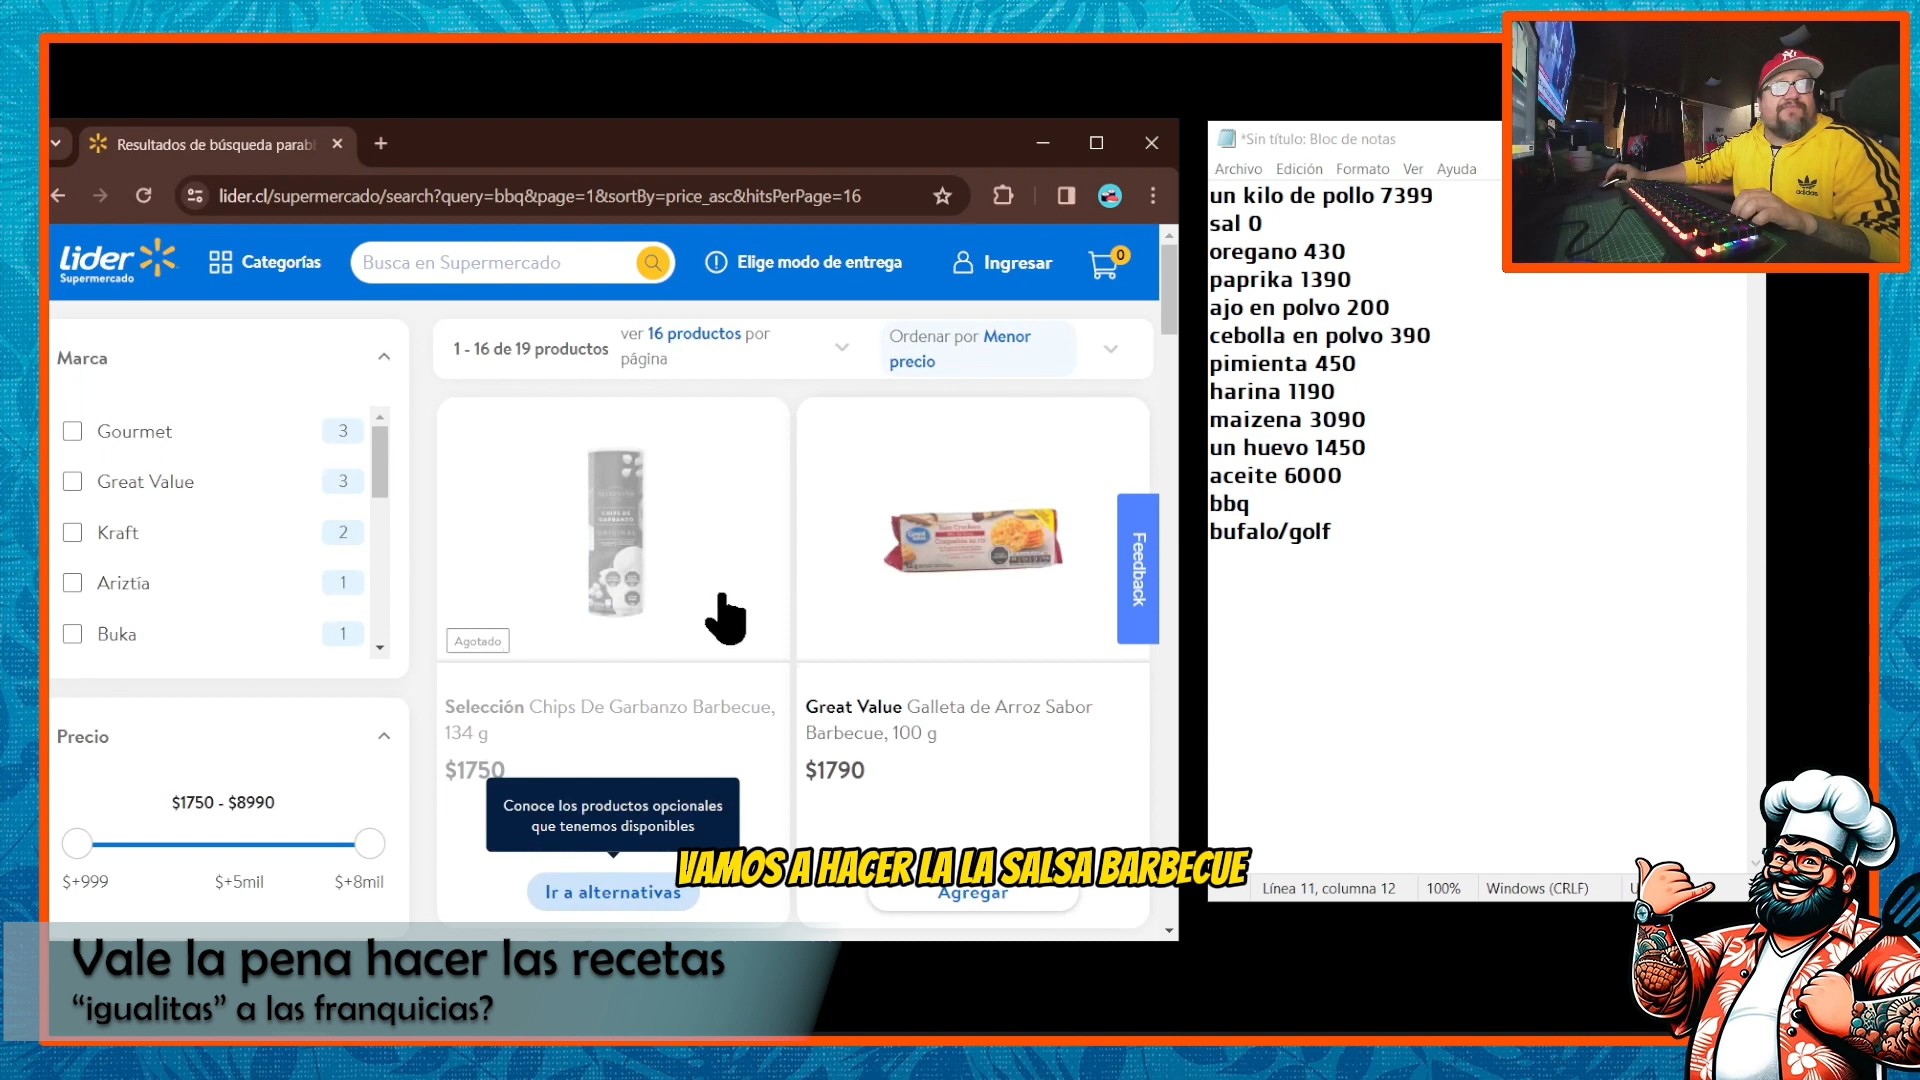 Resultados de búsqueda parab
lider.cl/supermercado/search?query=bbq&page=1&sortBy=price_asc&hitsPerPage=16
Lider
Supermercado
Categorías
Busca en Supermercado
Elige modo de entrega
Ingresar
0
Marca
Gourmet 3
Great Value 3
Kraft 2
Ariztía 1
Buka 1
Precio
$1750 - $8990
$+999 $+5mil $+8mil
1 - 16 de 19 productos
ver 16 productos por
página
Ordenar por Menor
precio
CHIPS DE
GARBANZO
Agotado
Selección Chips De Garbanzo Barbecue,
134 g
$1750
Conoce los productos opcionales
que tenemos disponibles
Ir a alternativas
Great Value Galleta de Arroz Sabor
Barbecue, 100 g
$1790
Agregar
Feedback
*Sin título: Bloc de notas
Archivo Edición Formato Ver Ayuda
un kilo de pollo 7399
sal 0
oregano 430
paprika 1390
ajo en polvo 200
cebolla en polvo 390
pimienta 450
harina 1190
maizena 3090
un huevo 1450
aceite 6000
bbq
bufalo/golf
Línea 11, columna 12 100% Windows (CRLF) U
adidas
VAMOS A HACER LA LA SALSA BARBECUE
Vale la pena hacer las recetas
“igualitas” a las franquicias?